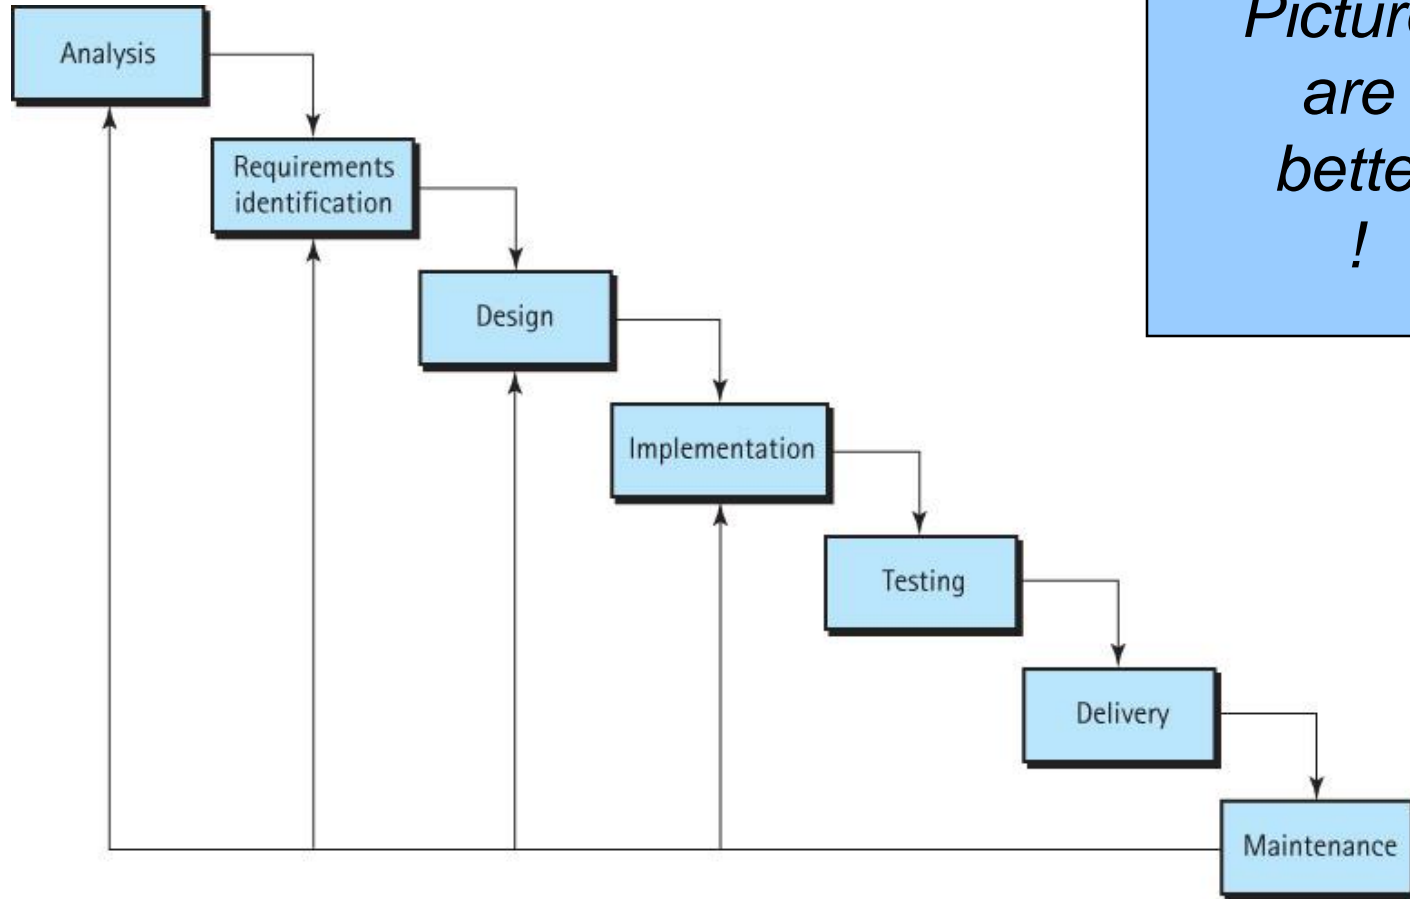 Analysis
Requirements
identification
Design
Implementation
Testing
Delivery
Maintenance
are
!